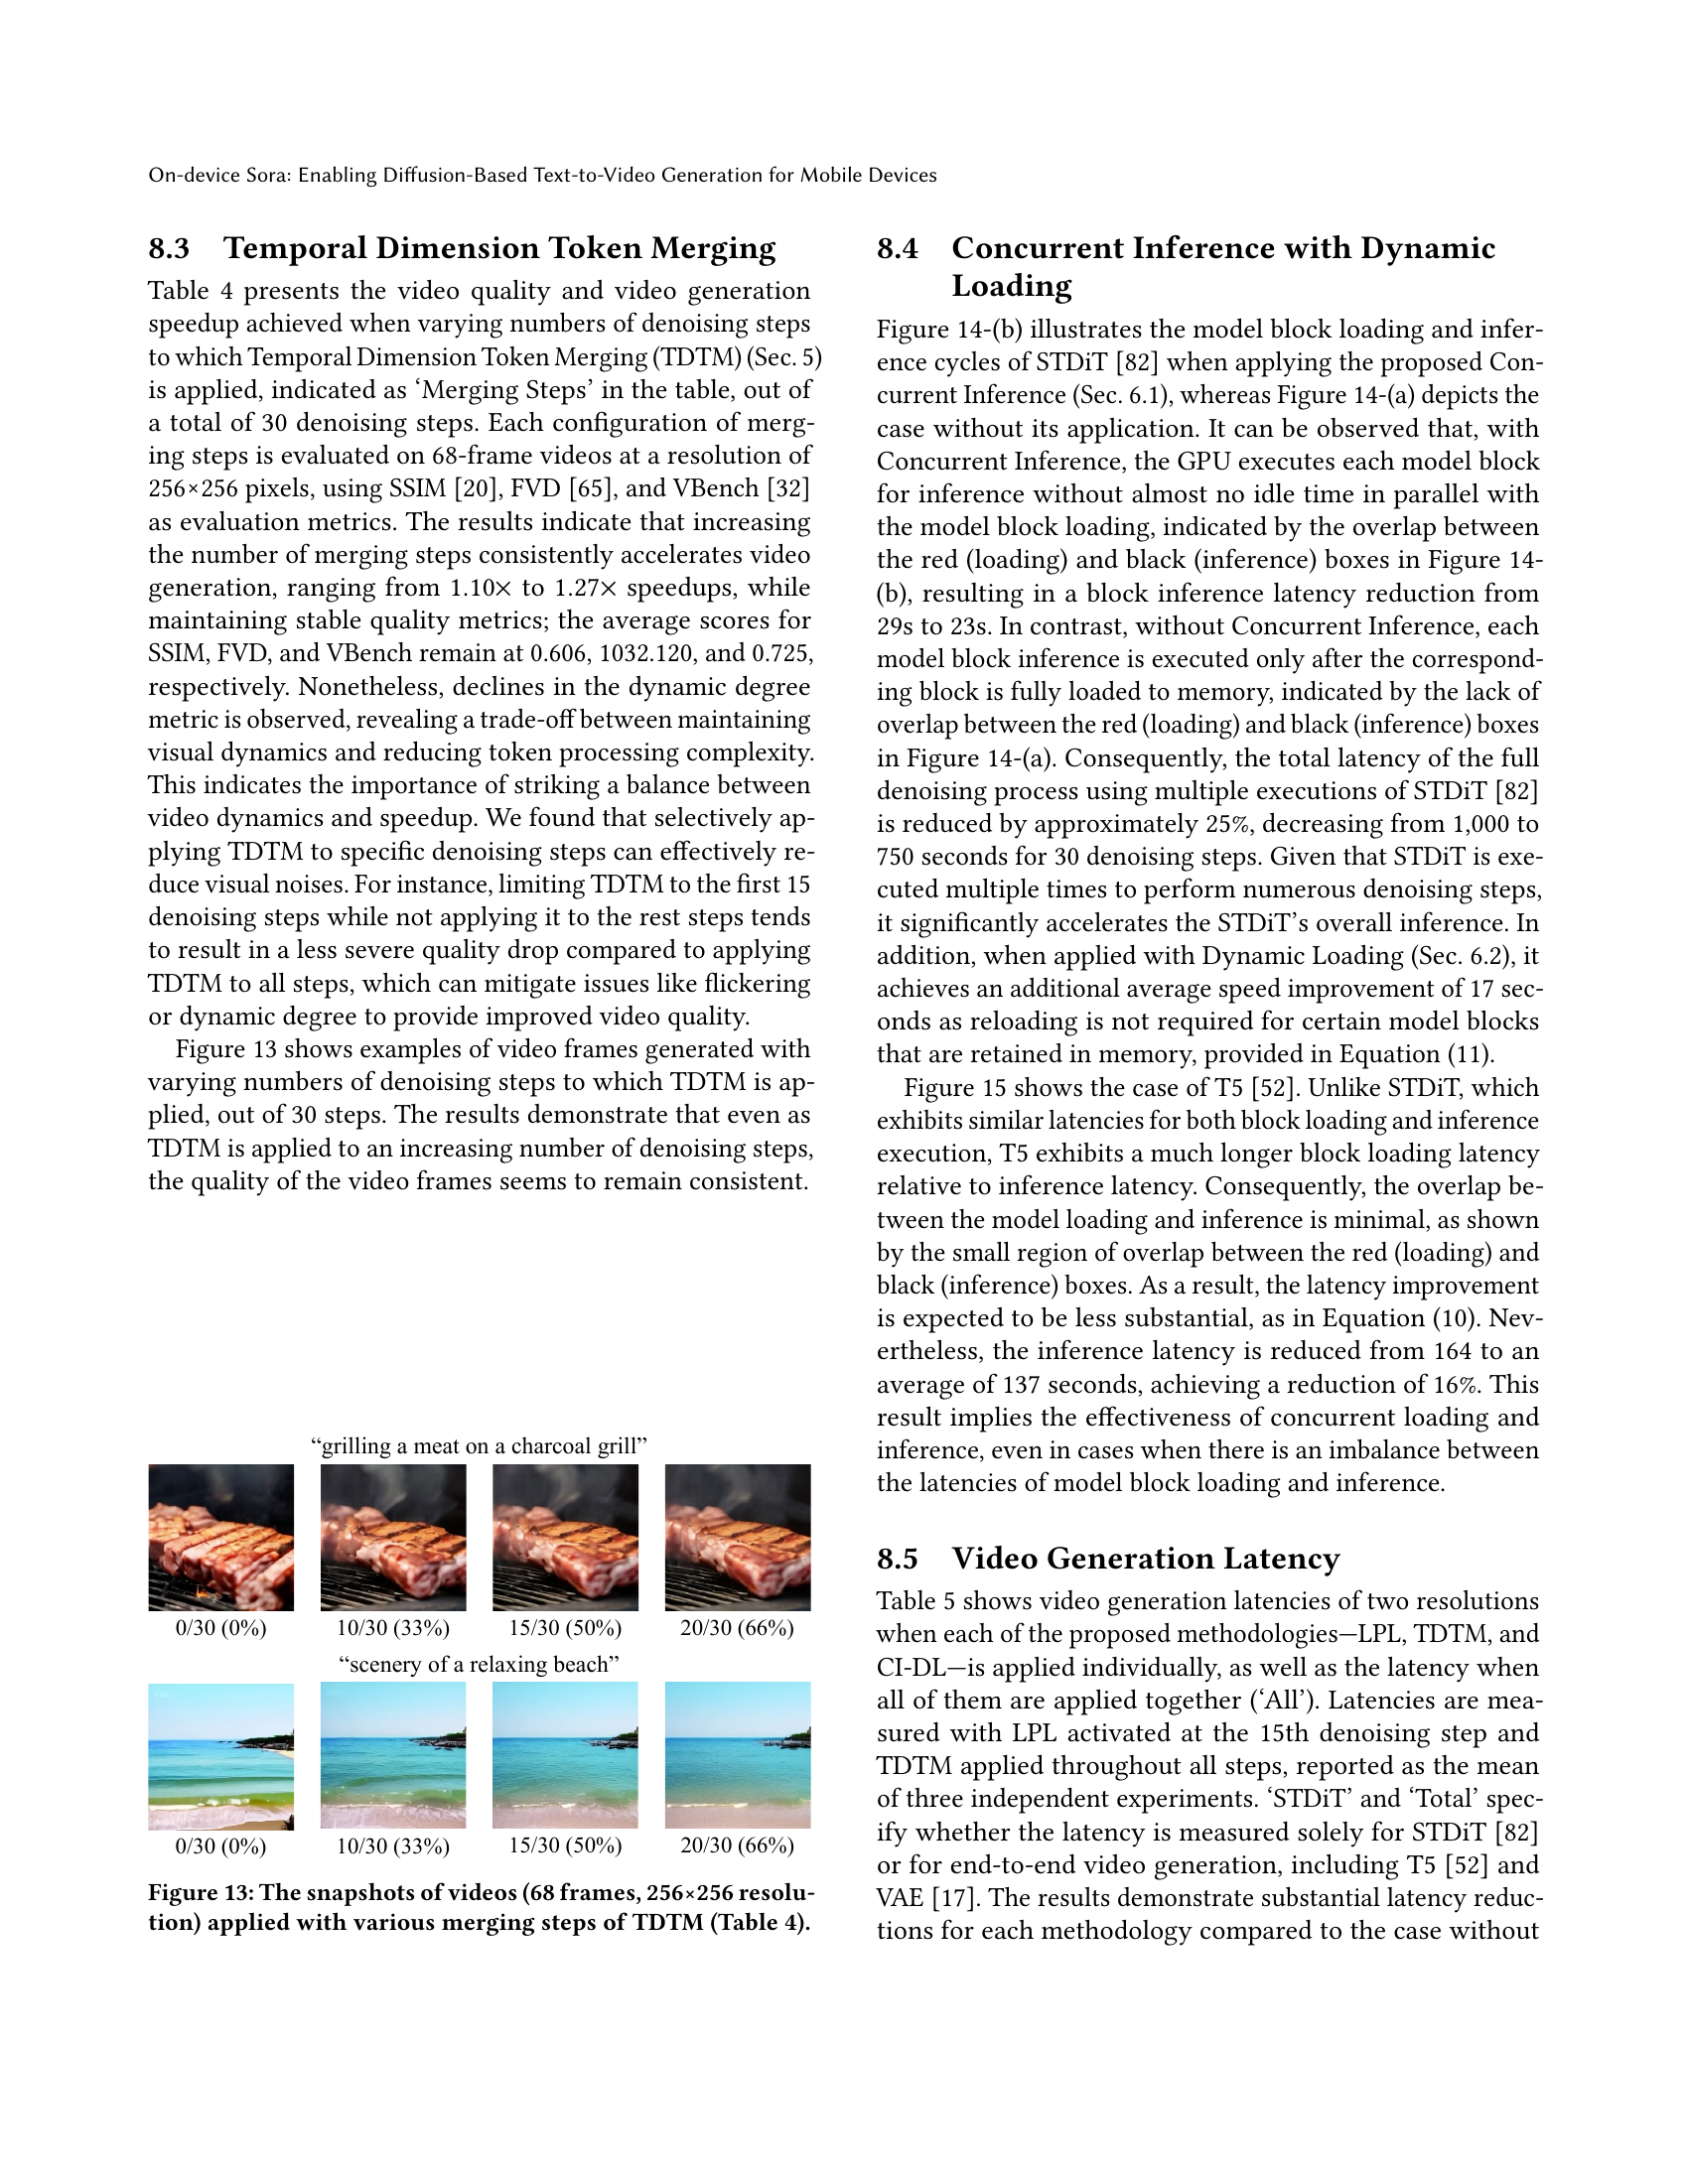 On-device Sora: Enabling Diffusion-Based Text-to-Video Generation for Mobile Devices
8.3 Temporal Dimension Token Merging
Table 4 presents the video quality and video generation
speedup achieved when varying numbers of denoising steps
to which Temporal Dimension Token Merging (TDTM) (Sec. 5)
is applied, indicated as ‘Merging Steps’ in the table, out of
a total of 30 denoising steps. Each configuration of merg-
ing steps is evaluated on 68-frame videos at a resolution of
256×256 pixels, using SSIM [20], FVD [65], and VBench [32]
as evaluation metrics. The results indicate that increasing
the number of merging steps consistently accelerates video
generation, ranging from 1.10× to 1.27× speedups, while
maintaining stable quality metrics; the average scores for
SSIM, FVD, and VBench remain at 0.606, 1032.120, and 0.725,
respectively. Nonetheless, declines in the dynamic degree
metric is observed, revealing a trade-off between maintaining
visual dynamics and reducing token processing complexity.
This indicates the importance of striking a balance between
video dynamics and speedup. We found that selectively ap-
plying TDTM to specific denoising steps can effectively re-
duce visual noises. For instance, limiting TDTM to the first 15
denoising steps while not applying it to the rest steps tends
to result in a less severe quality drop compared to applying
TDTM to all steps, which can mitigate issues like flickering
or dynamic degree to provide improved video quality.
Figure 13 shows examples of video frames generated with
varying numbers of denoising steps to which TDTM is ap-
plied, out of 30 steps. The results demonstrate that even as
TDTM is applied to an increasing number of denoising steps,
the quality of the video frames seems to remain consistent.
“grilling a meat on a charcoal grill”
0/30 (0%) 10/30 (33%) 15/30 (50%) 20/30 (66%)
“scenery of a relaxing beach”
0/30 (0%) 10/30 (33%) 15/30 (50%) 20/30 (66%)
Figure 13: The snapshots of videos (68 frames, 256×256 resolu-
tion) applied with various merging steps of TDTM (Table 4).
8.4 Concurrent Inference with Dynamic
Loading
Figure 14-(b) illustrates the model block loading and infer-
ence cycles of STDiT [82] when applying the proposed Con-
current Inference (Sec. 6.1), whereas Figure 14-(a) depicts the
case without its application. It can be observed that, with
Concurrent Inference, the GPU executes each model block
for inference without almost no idle time in parallel with
the model block loading, indicated by the overlap between
the red (loading) and black (inference) boxes in Figure 14-
(b), resulting in a block inference latency reduction from
29s to 23s. In contrast, without Concurrent Inference, each
model block inference is executed only after the correspond-
ing block is fully loaded to memory, indicated by the lack of
overlap between the red (loading) and black (inference) boxes
in Figure 14-(a). Consequently, the total latency of the full
denoising process using multiple executions of STDiT [82]
is reduced by approximately 25%, decreasing from 1,000 to
750 seconds for 30 denoising steps. Given that STDiT is exe-
cuted multiple times to perform numerous denoising steps,
it significantly accelerates the STDiT’s overall inference. In
addition, when applied with Dynamic Loading (Sec. 6.2), it
achieves an additional average speed improvement of 17 sec-
onds as reloading is not required for certain model blocks
that are retained in memory, provided in Equation (11).
Figure 15 shows the case of T5 [52]. Unlike STDiT, which
exhibits similar latencies for both block loading and inference
execution, T5 exhibits a much longer block loading latency
relative to inference latency. Consequently, the overlap be-
tween the model loading and inference is minimal, as shown
by the small region of overlap between the red (loading) and
black (inference) boxes. As a result, the latency improvement
is expected to be less substantial, as in Equation (10). Nev-
ertheless, the inference latency is reduced from 164 to an
average of 137 seconds, achieving a reduction of 16%. This
result implies the effectiveness of concurrent loading and
inference, even in cases when there is an imbalance between
the latencies of model block loading and inference.
8.5 Video Generation Latency
Table 5 shows video generation latencies of two resolutions
when each of the proposed methodologies—LPL, TDTM, and
CI-DL—is applied individually, as well as the latency when
all of them are applied together (‘All’). Latencies are mea-
sured with LPL activated at the 15th denoising step and
TDTM applied throughout all steps, reported as the mean
of three independent experiments. ‘STDiT’ and ‘Total’ spec-
ify whether the latency is measured solely for STDiT [82]
or for end-to-end video generation, including T5 [52] and
VAE [17]. The results demonstrate substantial latency reduc-
tions for each methodology compared to the case without